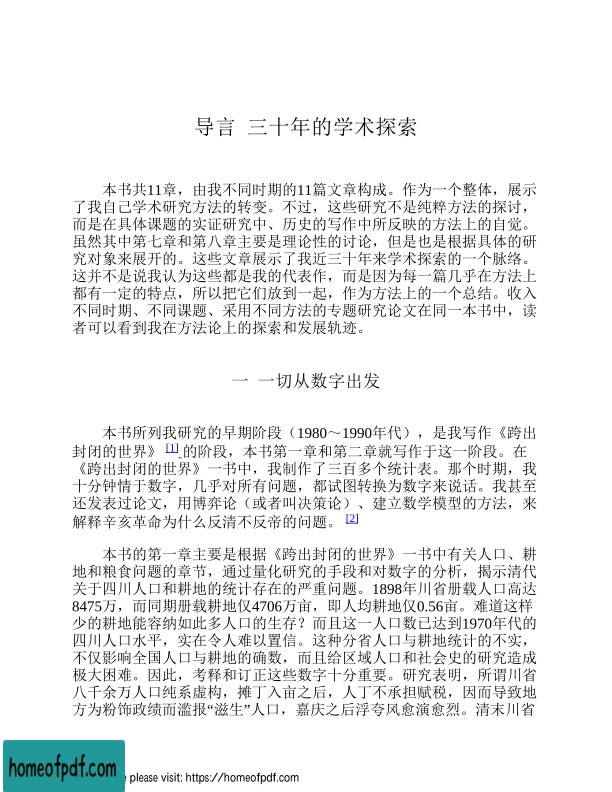 导言 三十年的学术探索
本书共11章，由我不同时期的11篇文章构成。作为一个整体，展示
了我自己学术研究方法的转变。不过，这些研究不是纯粹方法的探讨，
而是在具体课题的实证研究中、历史的写作中所反映的方法上的自觉。
虽然其中第七章和第八章主要是理论性的讨论，但是也是根据具体的研
究对象来展开的。这些文章展示了我近三十年来学术探索的一个脉络。
这并不是说我认为这些都是我的代表作，而是因为每一篇几乎在方法上
都有一定的特点，所以把它们放到一起，作为方法上的一个总结。收入
不同时期、不同课题、采用不同方法的专题研究论文在同一本书中，读
者可以看到我在方法论上的探索和发展轨迹。
一 一切从数字出发
本书所列我研究的早期阶段（1980～1990年代），是我写作《跨出
封闭的世界》 [1] 的阶段，本书第一章和第二章就写作于这一阶段。在
《跨出封闭的世界》一书中，我制作了三百多个统计表。那个时期，我
十分钟情于数字，几乎对所有问题，都试图转换为数字来说话。我甚至
还发表过论文，用博弈论（或者叫决策论）、建立数学模型的方法，来
解释辛亥革命为什么反清不反帝的问题。 [2]
本书的第一章主要是根据《跨出封闭的世界》一书中有关人口、耕
地和粮食问题的章节，通过量化研究的手段和对数字的分析，揭示清代
关于四川人口和耕地的统计存在的严重问题。1898年川省册载人口高达
8475万，而同期册载耕地仅4706万亩，即人均耕地仅0.56亩。难道这样
少的耕地能容纳如此多人口的生存？而且这一人口数已达到1970年代的
四川人口水平，实在令人难以置信。这种分省人口与耕地统计的不实，
不仅影响全国人口与耕地的确数，而且给区域人口和社会史的研究造成
极大困难。因此，考释和订正这些数字十分重要。研究表明，所谓川省
八千余万人口纯系虚构，摊丁入亩之后，人丁不承担赋税，因而导致地
方为粉饰政绩而滥报“滋生”人口，嘉庆之后浮夸风愈演愈烈。清末川省
homeofpdf.com
e please visit: https://homeofpdf.com